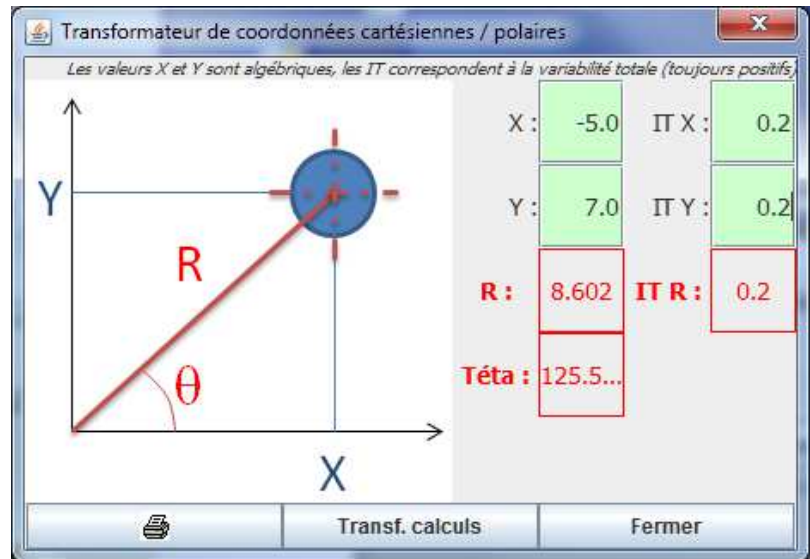 Transformateur de coordonnées cartésiennes / polaires
Les valeurs X et Y sont algébriques, les IT correspondent à la variabilité totale (toujours positifs)
X : -5.0 IT X : 0.2
Y : 7.0 IT Y : 0.2
R : 8.602 IT R : 0.2
Téta : 125.5...
Y
R
θ
X
Transf. calculs Fermer